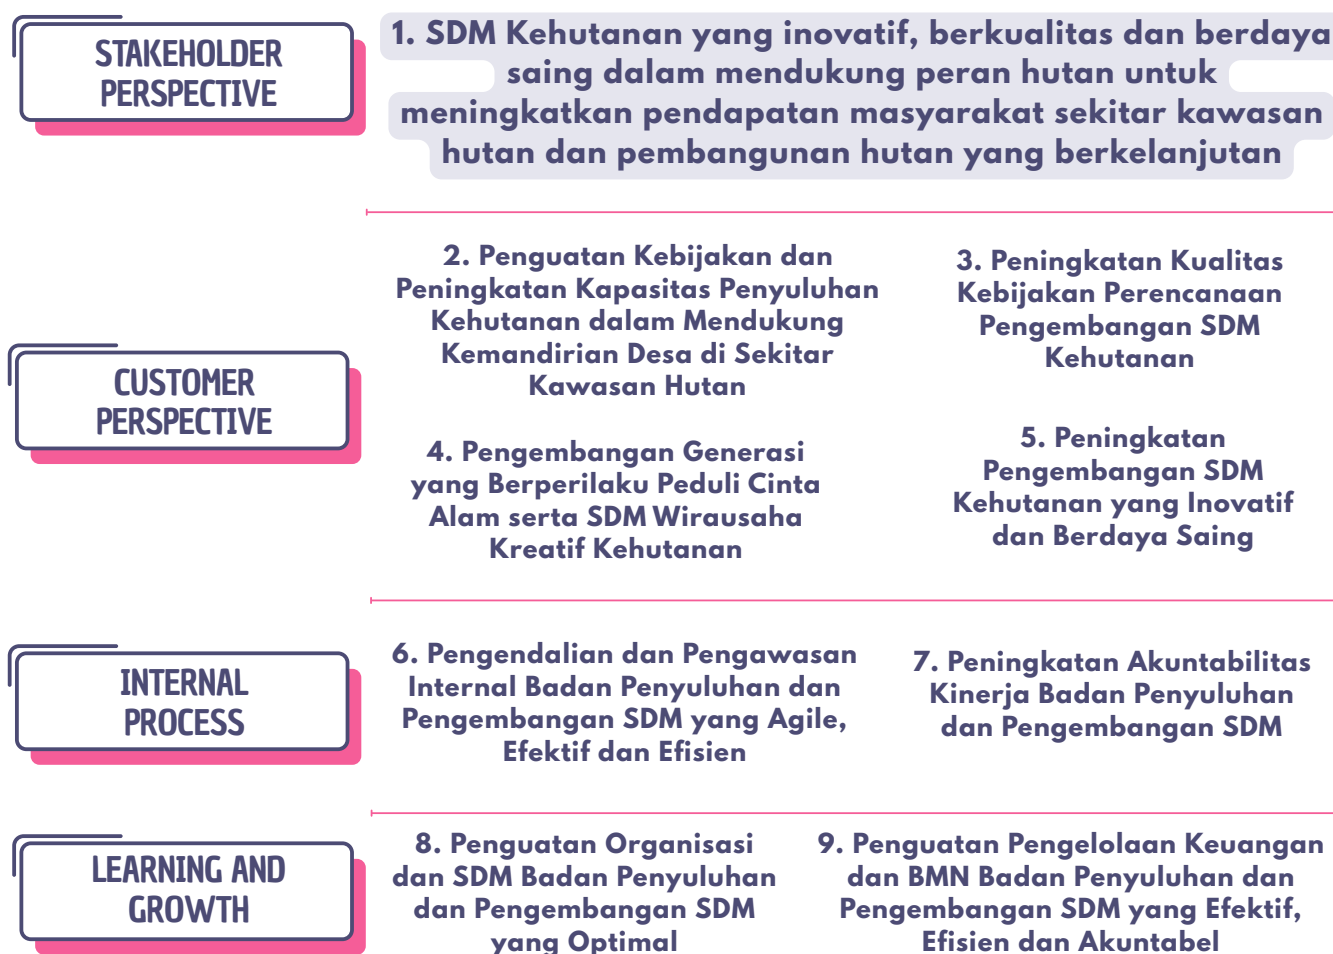 STAKEHOLDER
PERSPECTIVE
1. SDM Kehutanan yang inovatif, berkualitas dan berdaya
saing dalam mendukung peran hutan untuk
meningkatkan pendapatan masyarakat sekitar kawasan
hutan dan pembangunan hutan yang berkelanjutan
CUSTOMER
PERSPECTIVE
2. Penguatan Kebijakan dan
Peningkatan Kapasitas Penyuluhan
Kehutanan dalam Mendukung
Kemandirian Desa di Sekitar
Kawasan Hutan
3. Peningkatan Kualitas
Kebijakan Perencanaan
Pengembangan SDM
Kehutanan
4. Pengembangan Generasi
yang Berperilaku Peduli Cinta
Alam serta SDM Wirausaha
Kreatif Kehutanan
5. Peningkatan
Pengembangan SDM
Kehutanan yang Inovatif
dan Berdaya Saing
INTERNAL
PROCESS
6. Pengendalian dan Pengawasan
Internal Badan Penyuluhan dan
Pengembangan SDM yang Agile,
Efektif dan Efisien
7. Peningkatan Akuntabilitas
Kinerja Badan Penyuluhan
dan Pengembangan SDM
LEARNING AND
GROWTH
8. Penguatan Organisasi
dan SDM Badan Penyuluhan
dan Pengembangan SDM
yang Optimal
9. Penguatan Pengelolaan Keuangan
dan BMN Badan Penyuluhan dan
Pengembangan SDM yang Efektif,
Efisien dan Akuntabel